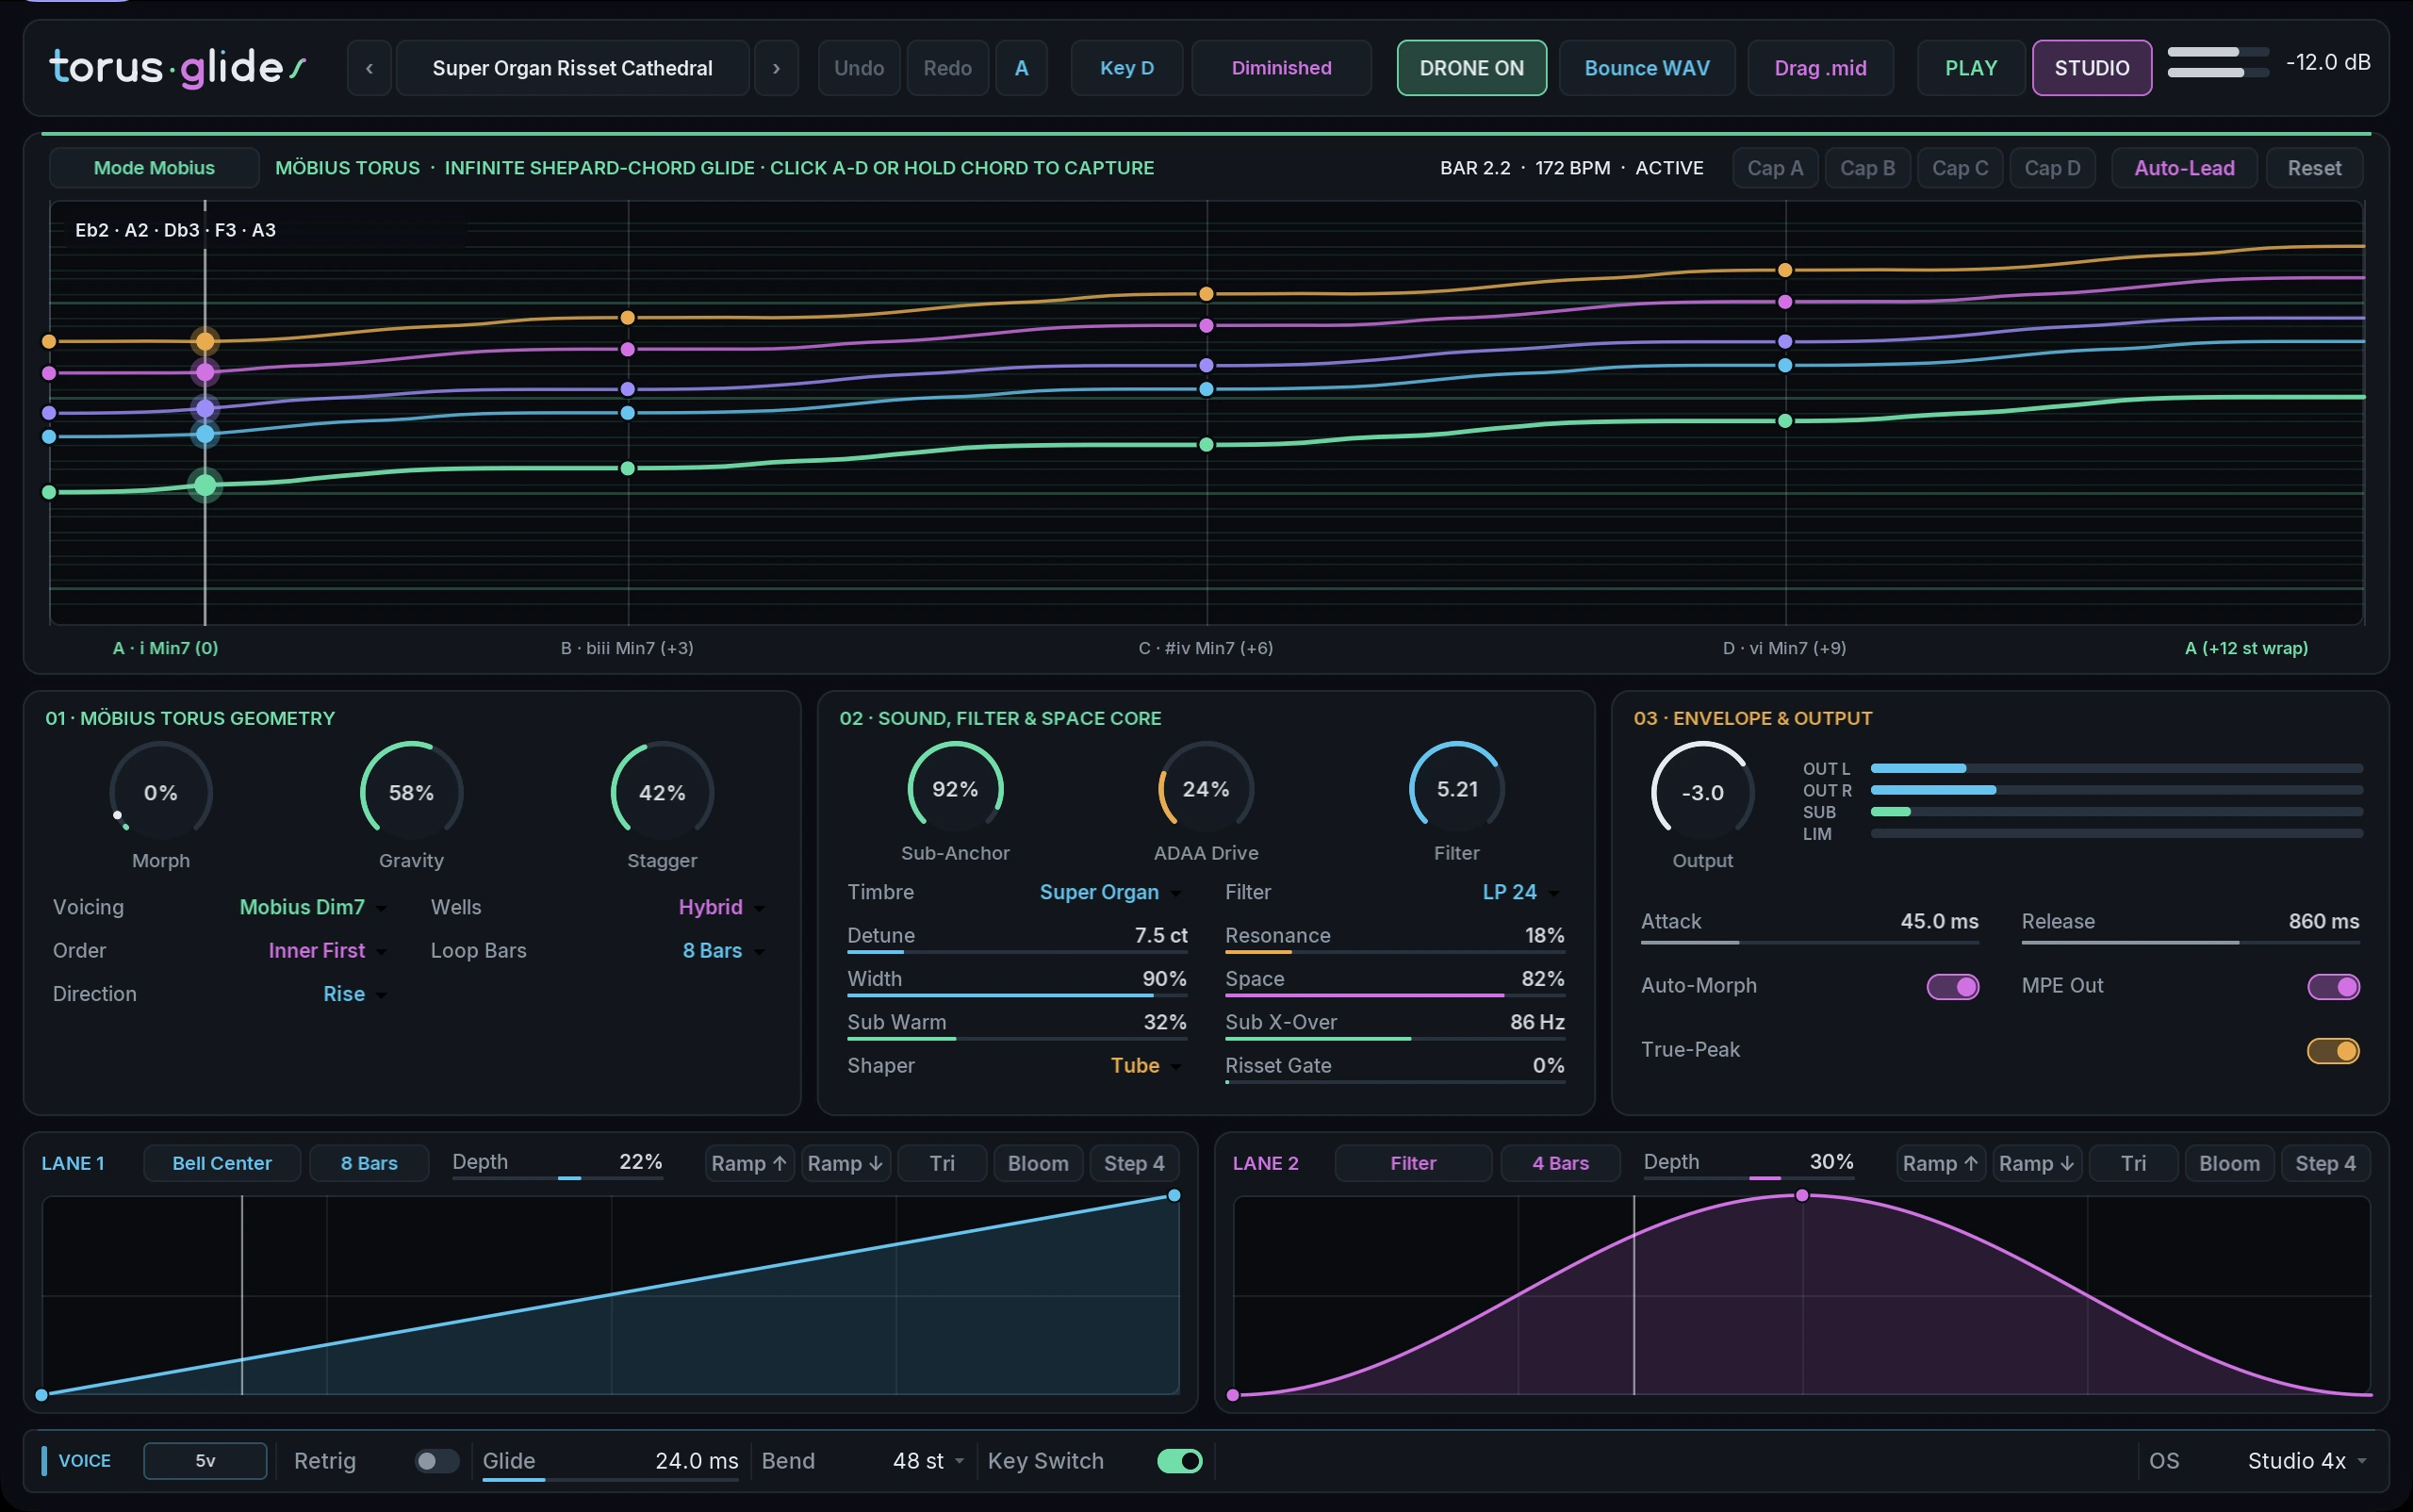 torus·glide
‹ Super Organ Risset Cathedral › Undo Redo A Key D Diminished DRONE ON Bounce WAV Drag .mid PLAY STUDIO -12.0 dB
Mode Mobius MÖBIUS TORUS · INFINITE SHEPARD-CHORD GLIDE · CLICK A-D OR HOLD CHORD TO CAPTURE BAR 2.2 · 172 BPM · ACTIVE Cap A Cap B Cap C Cap D Auto-Lead Reset
Eb2 · A2 · Db3 · F3 · A3
A · i Min7 (0) B · biii Min7 (+3) C · #iv Min7 (+6) D · vi Min7 (+9) A (+12 st wrap)
01 · MÖBIUS TORUS GEOMETRY
0% 58% 42%
Morph Gravity Stagger
Voicing Mobius Dim7 Wells Hybrid
Order Inner First Loop Bars 8 Bars
Direction Rise
02 · SOUND, FILTER & SPACE CORE
92% 24% 5.21
Sub-Anchor ADAA Drive Filter
Timbre Super Organ Filter LP 24
Detune 7.5 ct Resonance 18%
Width 90% Space 82%
Sub Warm 32% Sub X-Over 86 Hz
Shaper Tube Risset Gate 0%
03 · ENVELOPE & OUTPUT
-3.0
Output
OUT L
OUT R
SUB
LIM
Attack 45.0 ms Release 860 ms
Auto-Morph MPE Out
True-Peak
LANE 1 Bell Center 8 Bars Depth 22% Ramp ↑ Ramp ↓ Tri Bloom Step 4
LANE 2 Filter 4 Bars Depth 30% Ramp ↑ Ramp ↓ Tri Bloom Step 4
VOICE 5v Retrig Glide 24.0 ms Bend 48 st Key Switch OS Studio 4x